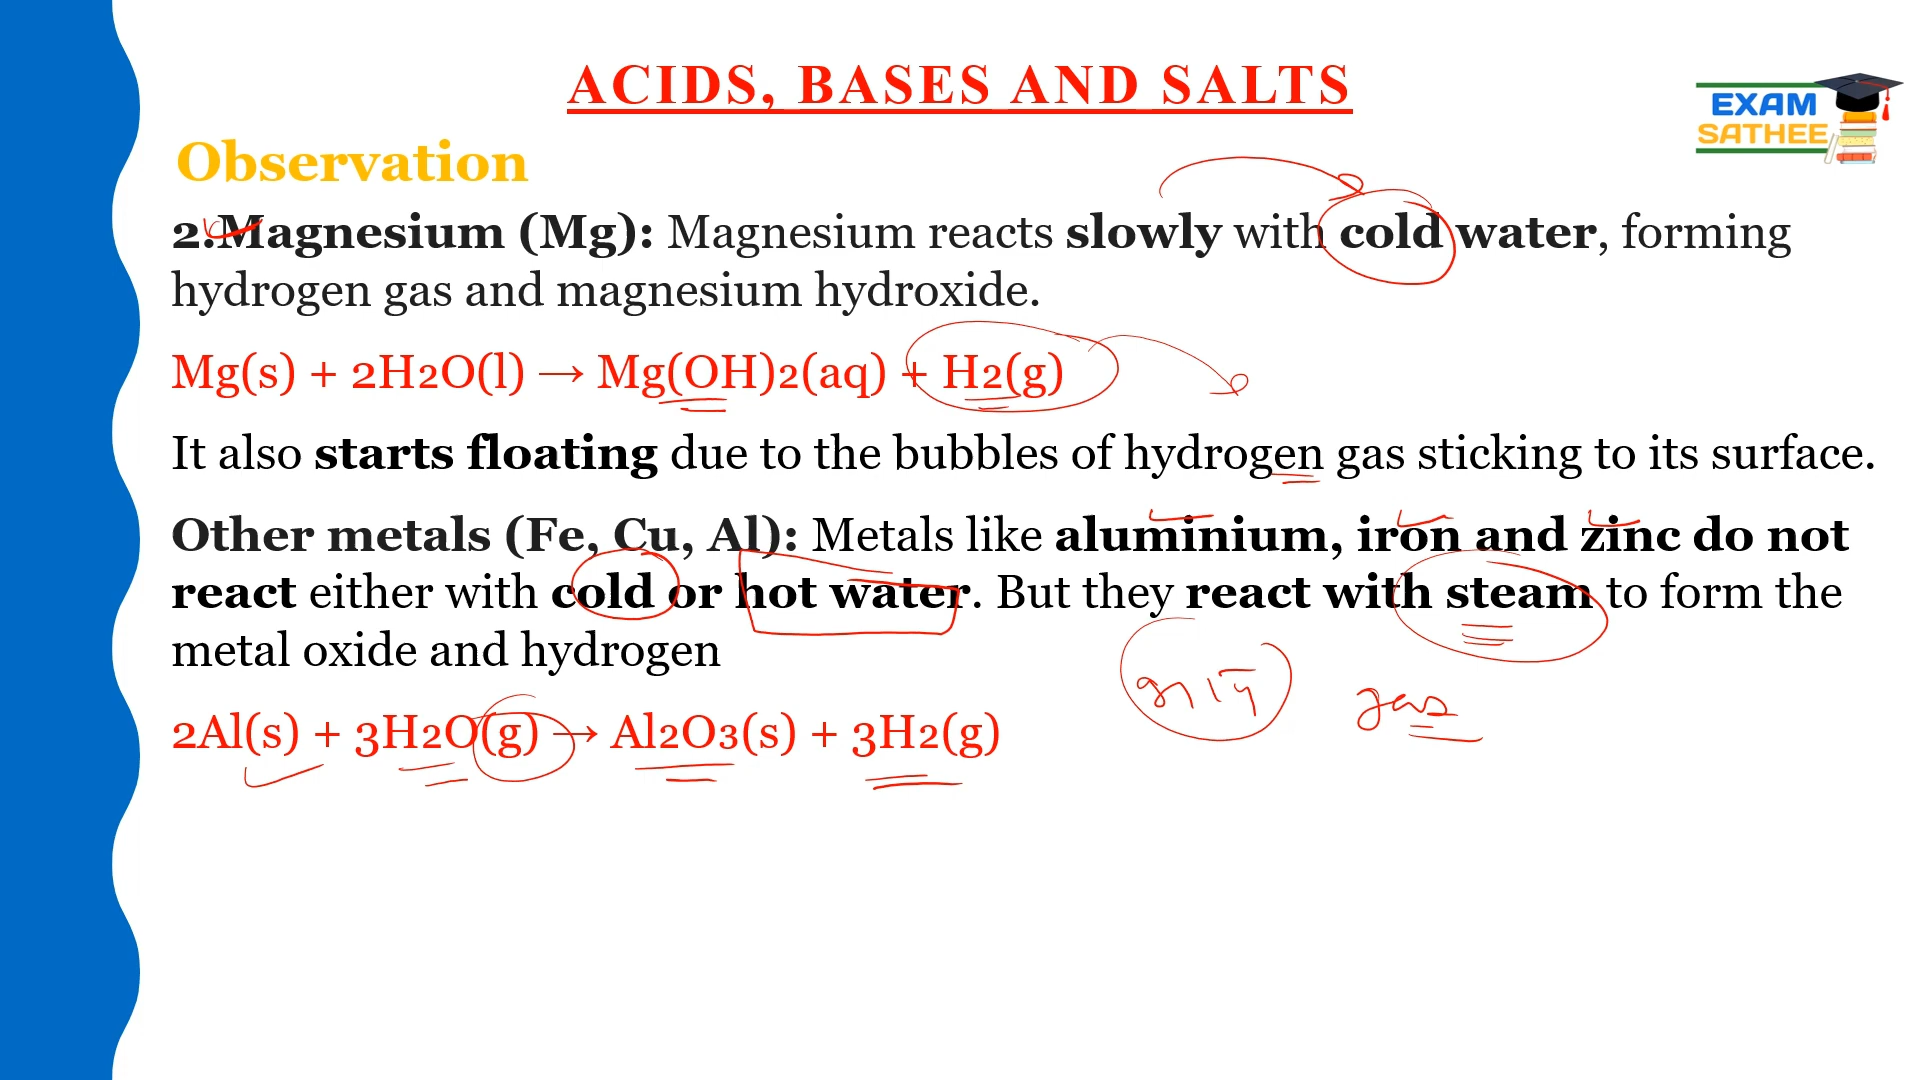 ACIDS, BASES AND SALTS
EXAM
SATHEE
Observation
2.Magnesium (Mg): Magnesium reacts slowly with cold water, forming
hydrogen gas and magnesium hydroxide.
Mg(s) + 2H2O(l) → Mg(OH)2(aq) + H2(g)
It also starts floating due to the bubbles of hydrogen gas sticking to its surface.
Other metals (Fe, Cu, Al): Metals like aluminium, iron and zinc do not
react either with cold or hot water. But they react with steam to form the
metal oxide and hydrogen
gas
2Al(s) + 3H2O(g) → Al2O3(s) + 3H2(g)